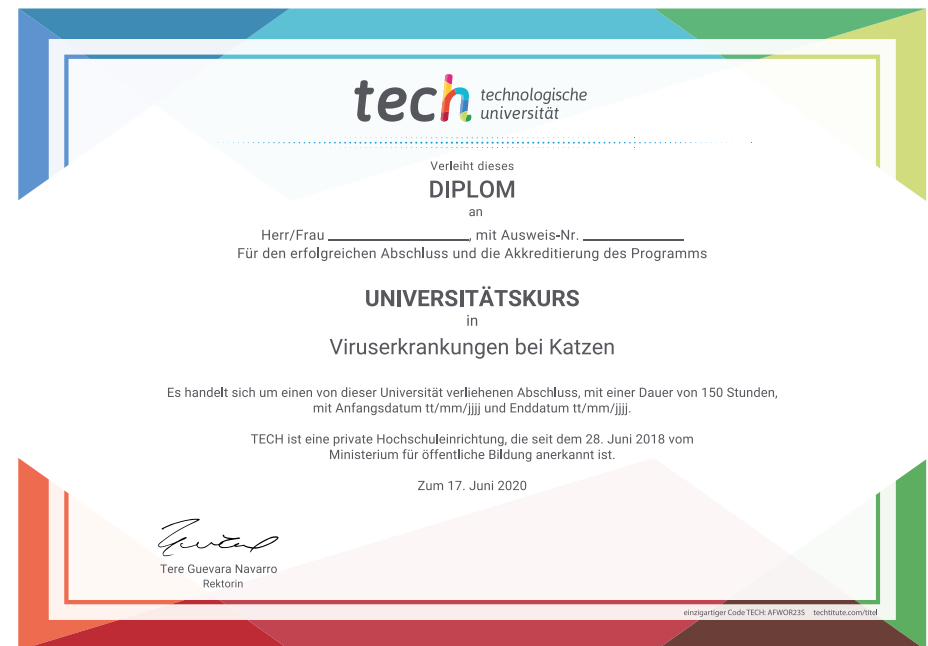 tech technologische
universität
Verleiht dieses
DIPLOM
an
Herr/Frau ____________, mit Ausweis-Nr. ____________
Für den erfolgreichen Abschluss und die Akkreditierung des Programms
UNIVERSITÄTSKURS
in
Viruserkrankungen bei Katzen
Es handelt sich um einen von dieser Universität verliehenen Abschluss, mit einer Dauer von 150 Stunden,
mit Anfangsdatum tt/mm/jjjj und Enddatum tt/mm/jjjj.
TECH ist eine private Hochschuleinrichtung, die seit dem 28. Juni 2018 vom
Ministerium für öffentliche Bildung anerkannt ist.
Zum 17. Juni 2020
Tere Guevara Navarro
Rektorin
einzigartiger Code TECH: AFWOR23S techtitute.com/titel